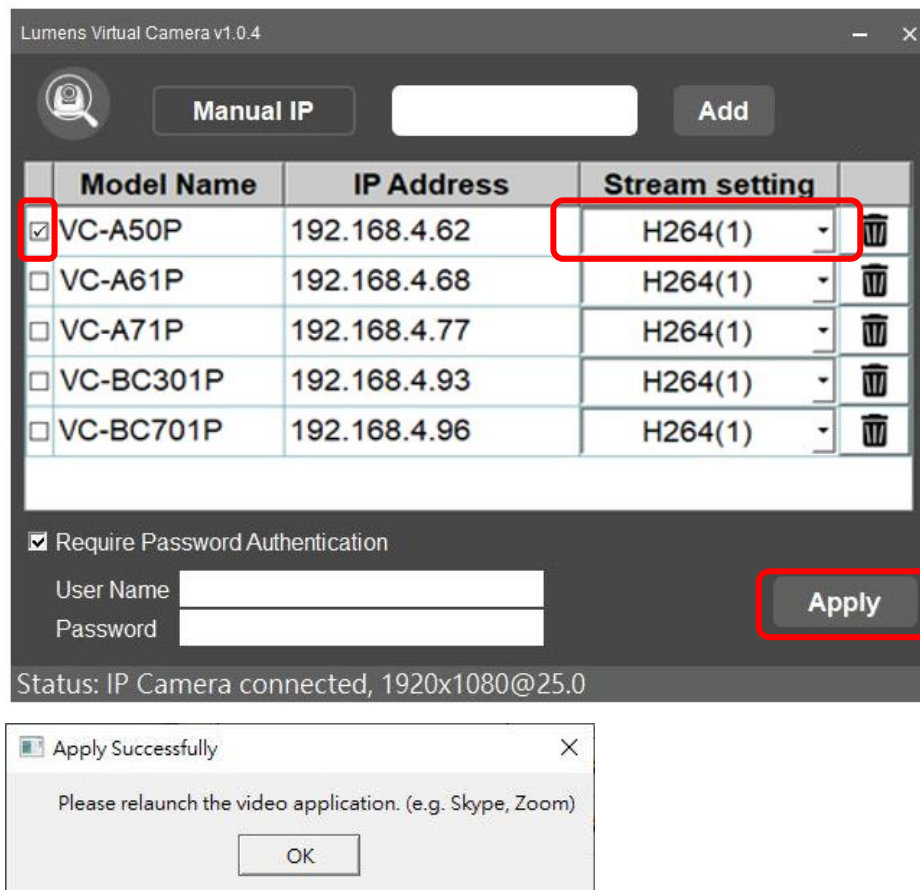 Lumens Virtual Camera v1.0.4
Manual IP Add
Model Name IP Address Stream setting
VC-A50P 192.168.4.62 H264(1)
VC-A61P 192.168.4.68 H264(1)
VC-A71P 192.168.4.77 H264(1)
VC-BC301P 192.168.4.93 H264(1)
VC-BC701P 192.168.4.96 H264(1)
Require Password Authentication
User Name
Password
Apply
Status: IP Camera connected, 1920x1080@25.0
Apply Successfully
Please relaunch the video application. (e.g. Skype, Zoom)
OK